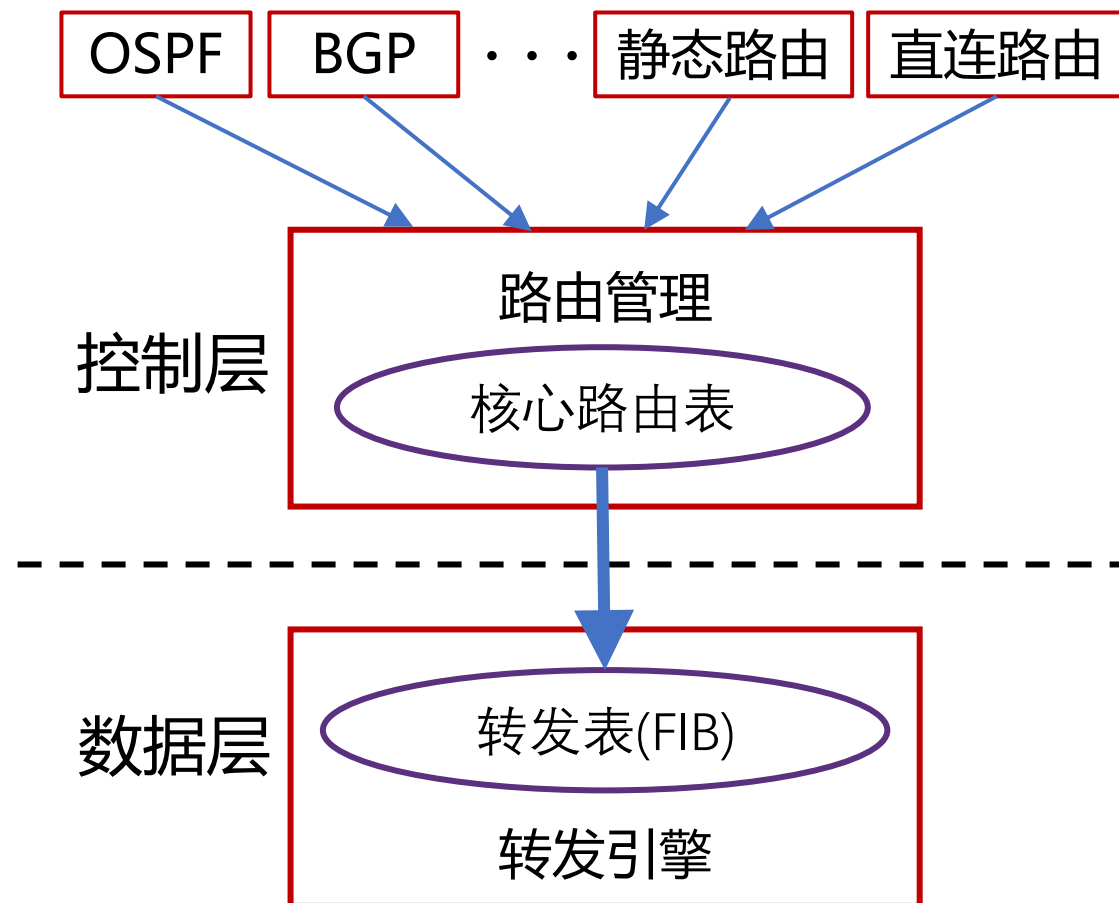 OSPF
BGP
···
静态路由
直连路由
路由管理
控制层
核心路由表
转发表(FIB)
数据层
转发引擎